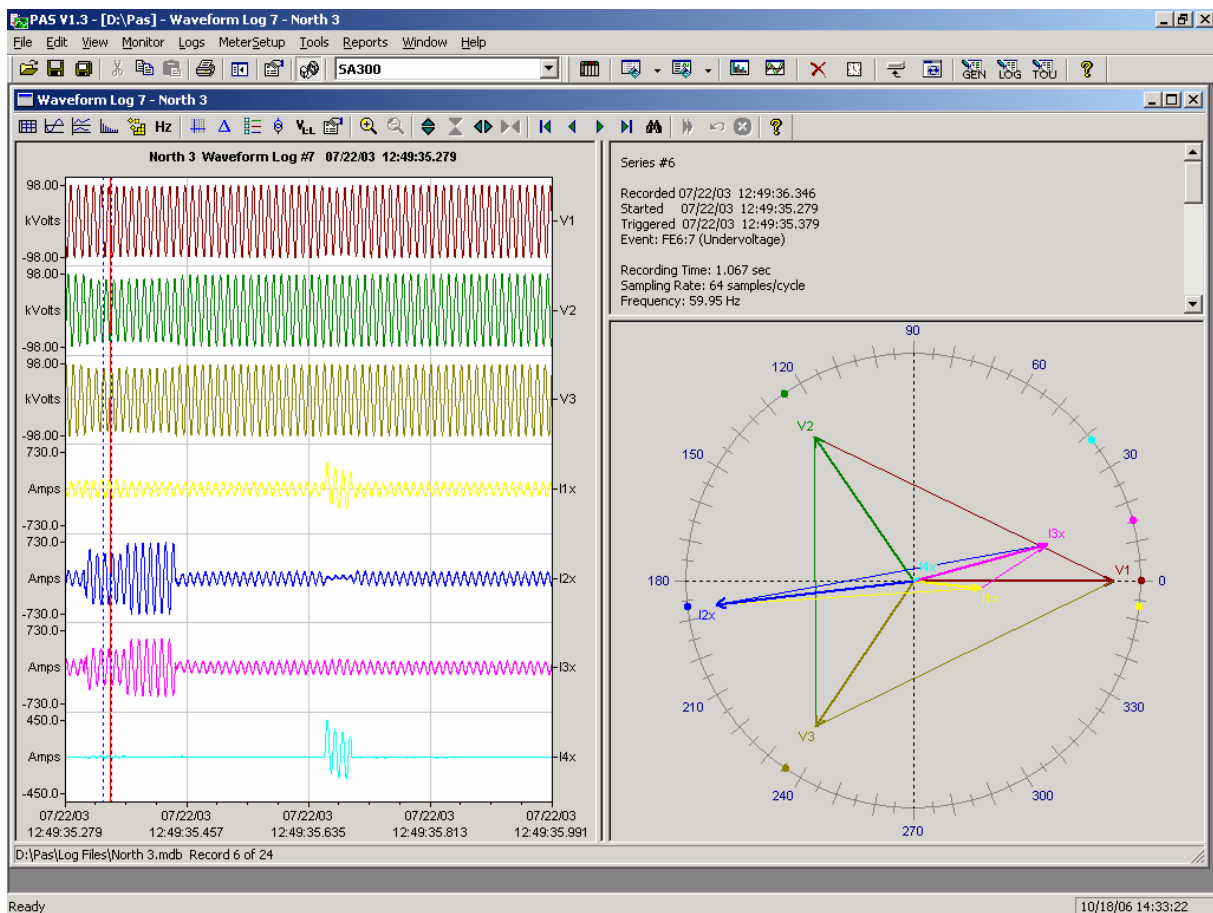 PAS V1.3 - [D:\Pas] - Waveform Log 7 - North 3
File Edit View Monitor Logs MeterSetup Tools Reports Window Help
SA300
GEN LOG TOU
Waveform Log 7 - North 3
Hz
VLL
North 3 Waveform Log #7 07/22/03 12:49:35.279
98.00
kVolts
V1
-98.00
98.00
kVolts
V2
-98.00
98.00
kVolts
V3
-98.00
730.0
Amps
I1x
-730.0
730.0
Amps
I2x
-730.0
730.0
Amps
I3x
-730.0
450.0
Amps
I4x
-450.0
07/22/03 07/22/03 07/22/03 07/22/03 07/22/03
12:49:35.279 12:49:35.457 12:49:35.635 12:49:35.813 12:49:35.991
Series #6
Recorded 07/22/03 12:49:36.346
Started 07/22/03 12:49:35.279
Triggered 07/22/03 12:49:35.379
Event: FE6:7 (Undervoltage)
Recording Time: 1.067 sec
Sampling Rate: 64 samples/cycle
Frequency: 59.95 Hz
90
120
60
V2
150
30
I3x
I4x
V1
180
0
I1x
I2x
210
330
V3
240
300
270
D:\Pas\Log Files\North 3.mdb Record 6 of 24
Ready
10/18/06 14:33:22